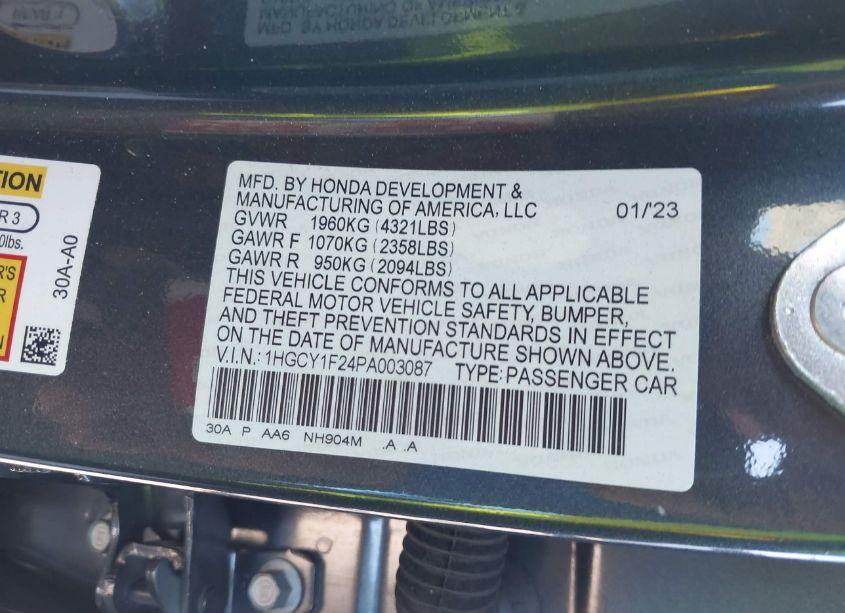 MFD. BY HONDA DEVELOPMENT &
MANUFACTURING OF AMERICA, LLC 01/'23
GVWR 1960KG (4321LBS)
GAWR F 1070KG (2358LBS)
GAWR R 950KG (2094LBS)
THIS VEHICLE CONFORMS TO ALL APPLICABLE
FEDERAL MOTOR VEHICLE SAFETY, BUMPER,
AND THEFT PREVENTION STANDARDS IN EFFECT
ON THE DATE OF MANUFACTURE SHOWN ABOVE.
V.I.N.: 1HGCY1F24PA003087 TYPE: PASSENGER CAR
30A P AA6 NH904M .A .A
TION
R 3
0lbs.
R'S
R
N
30A-A0